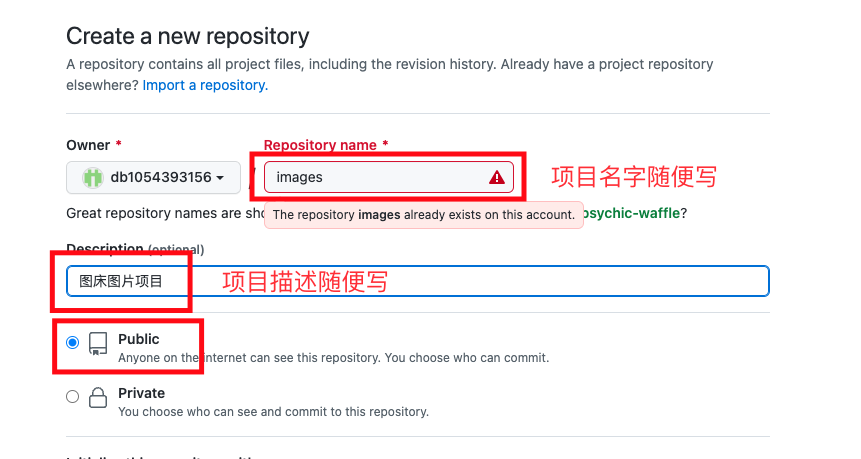 Create a new repository
A repository contains all project files, including the revision history. Already have a project repository
elsewhere? Import a repository.
Owner *
Repository name *
db1054393156
/
images
项目名字随便写
Great repository names are sho
psychic-waffle?
The repository images already exists on this account.
Description (optional)
图床图片项目
项目描述随便写
Public
Anyone on the internet can see this repository. You choose who can commit.
Private
You choose who can see and commit to this repository.